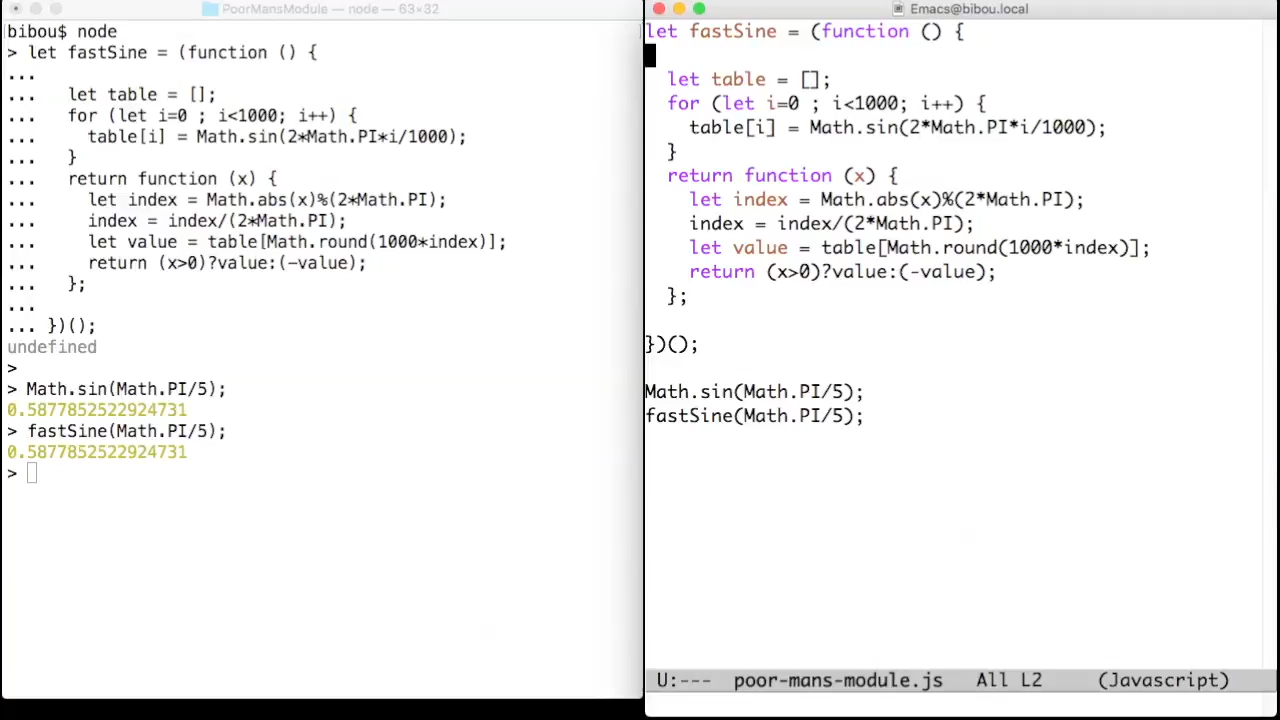 PoorMansModule — node — 63×32
bibou$ node
> let fastSine = (function () {
...
...     let table = [];
...     for (let i=0 ; i<1000; i++) {
...       table[i] = Math.sin(2*Math.PI*i/1000);
...     }
...     return function (x) {
...       let index = Math.abs(x)%(2*Math.PI);
...       index = index/(2*Math.PI);
...       let value = table[Math.round(1000*index)];
...       return (x>0)?value:(-value);
...     };
...
... })();
undefined
>
> Math.sin(Math.PI/5);
0.5877852522924731
> fastSine(Math.PI/5);
0.5877852522924731
>
Emacs@bibou.local
let fastSine = (function () {
  let table = [];
  for (let i=0 ; i<1000; i++) {
    table[i] = Math.sin(2*Math.PI*i/1000);
  }
  return function (x) {
    let index = Math.abs(x)%(2*Math.PI);
    index = index/(2*Math.PI);
    let value = table[Math.round(1000*index)];
    return (x>0)?value:(-value);
  };
})();
Math.sin(Math.PI/5);
fastSine(Math.PI/5);
U:--- poor-mans-module.js All L2 (Javascript)